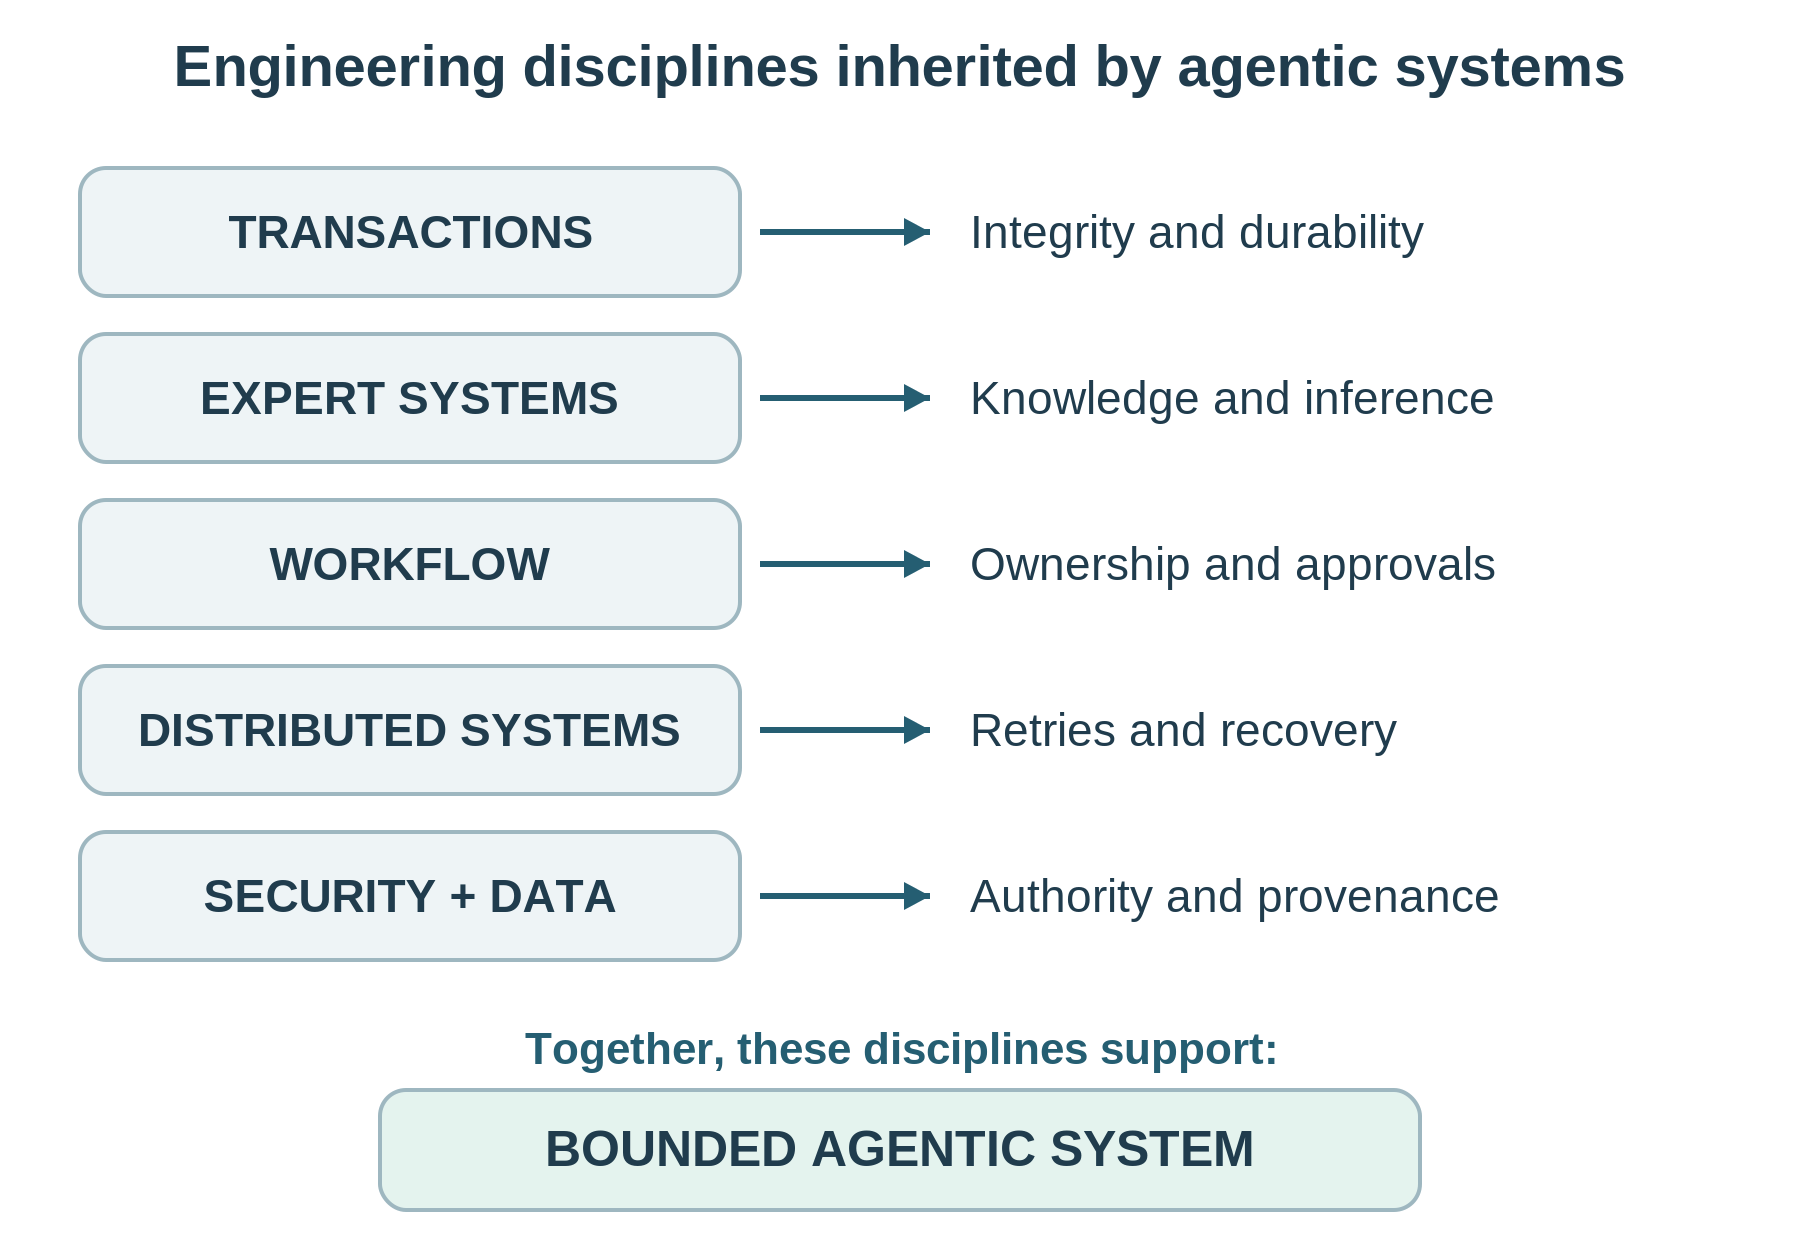 Engineering disciplines inherited by agentic systems
TRANSACTIONS
Integrity and durability
EXPERT SYSTEMS
Knowledge and inference
WORKFLOW
Ownership and approvals
DISTRIBUTED SYSTEMS
Retries and recovery
SECURITY + DATA
Authority and provenance
Together, these disciplines support:
BOUNDED AGENTIC SYSTEM